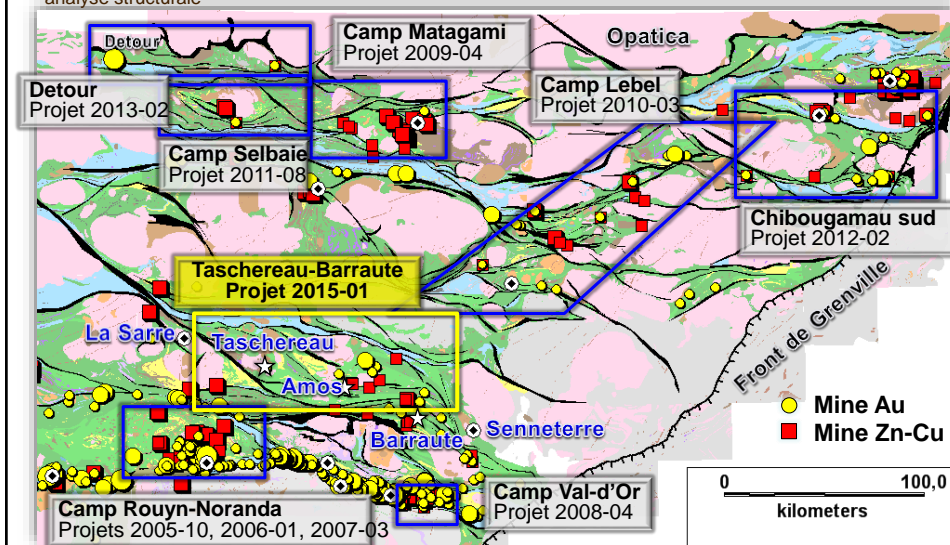 analyse structurale
Detour
Camp Matagami
Projet 2009-04
Opatica
Detour
Projet 2013-02
Camp Lebel
Projet 2010-03
Camp Selbaie
Projet 2011-08
Chibougamau sud
Projet 2012-02
Taschereau-Barraute
Projet 2015-01
La Sarre
Taschereau
Amos
Front de Grenville
Mine Au
Mine Zn-Cu
Barraute
Senneterre
0 100,0
kilometers
Camp Val-d'Or
Projet 2008-04
Camp Rouyn-Noranda
Projets 2005-10, 2006-01, 2007-03